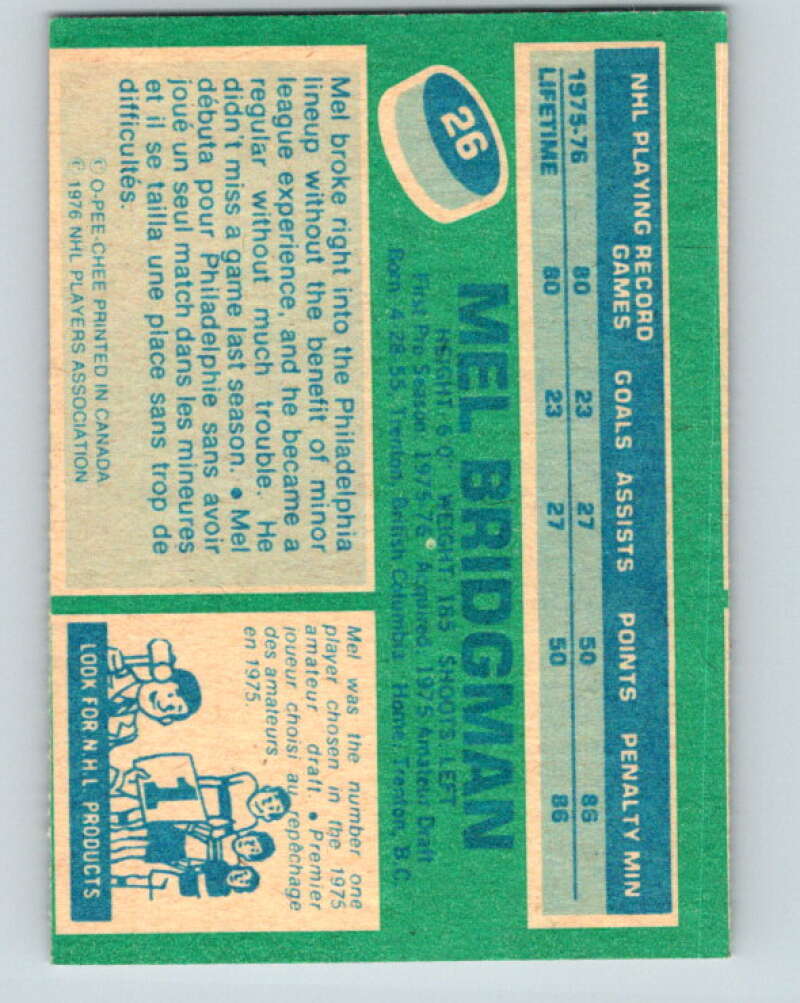 NHL PLAYING RECORD
GAMES GOALS ASSISTS POINTS PENALTY MIN
1975-76 80 23 27 50 86
LIFETIME 80 23 27 50 86
26
MEL BRIDGMAN
HEIGHT: 6'0" WEIGHT: 185 SHOOTS: LEFT
First Pro Season: 1975-76 Acquired: 1975 Amateur Draft
Born: 4-28-55, Trenton, British Columbia Home: Trenton, B.C.
Mel broke right into the Philadelphia
lineup without the benefit of minor
league experience, and he became a
regular without much trouble. He
didn't miss a game last season. • Mel
débuta pour Philadelphie sans avoir
joué un seul match dans les mineures
et il se tailla une place sans trop de
difficultés.
© O-PEE-CHEE PRINTED IN CANADA
© 1976 NHL PLAYERS ASSOCIATION
Mel was the number one
player chosen in the 1975
amateur draft. • Premier
joueur choisi au repêchage
des amateurs
en 1975.
1
LOOK FOR NHL PRODUCTS